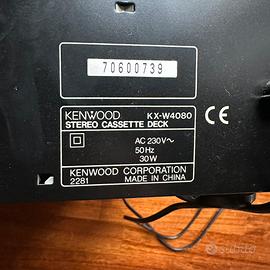 70600739
KENWOOD KX-W4080
STEREO CASSETTE DECK
AC 230V~
50Hz
30W
KENWOOD CORPORATION
2281 MADE IN CHINA
CE
subito